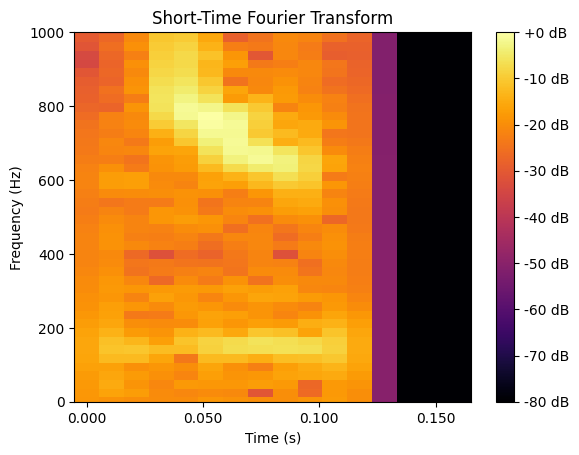 Short-Time Fourier Transform
1000
800
600
400
200
0
Frequency (Hz)
0.000
0.050
0.100
0.150
Time (s)
+0 dB
-10 dB
-20 dB
-30 dB
-40 dB
-50 dB
-60 dB
-70 dB
-80 dB